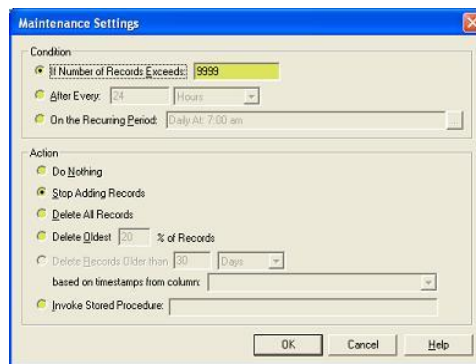 Maintenance Settings
Condition
If Number of Records Exceeds: 9999
After Every: 24 Hours
On the Recurring Period: Daily At: 7:00 am ...
Action
Do Nothing
Stop Adding Records
Delete All Records
Delete Oldest 20 % of Records
Delete Records Older than 30 Days
based on timestamps from column:
Invoke Stored Procedure:
OK Cancel Help